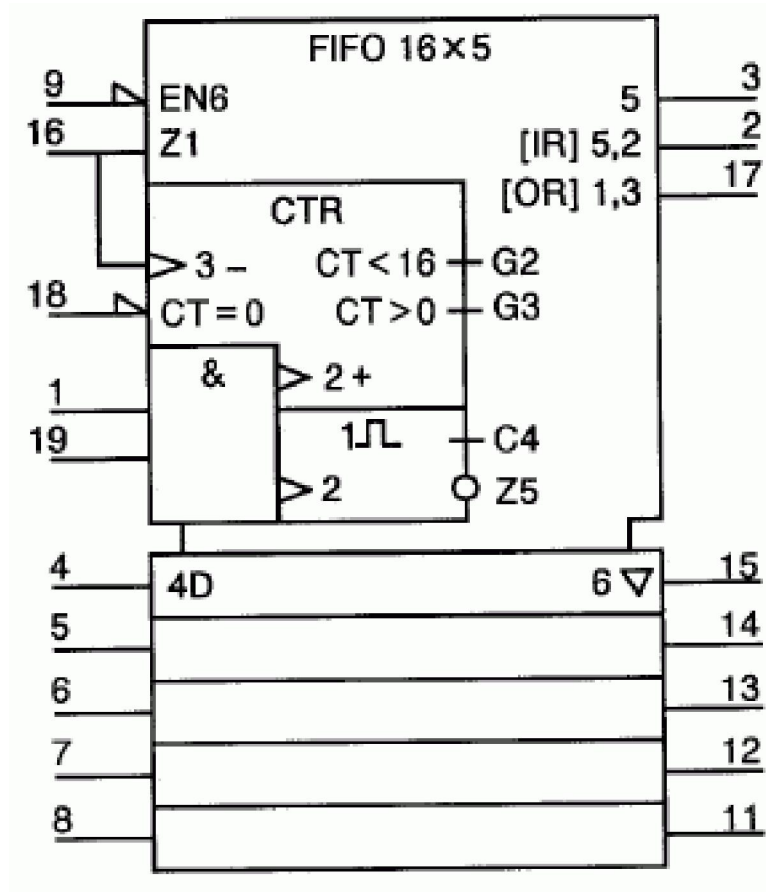 FIFO 16×5
9 EN6 5 3
16 Z1 [IR] 5,2 2
[OR] 1,3 17
CTR
3 – CT<16 G2
18 CT=0 CT>0 G3
& 2+
1
19 1 C4
2 Z5
4 4D 6 ▽ 15
5 14
6 13
7 12
8 11